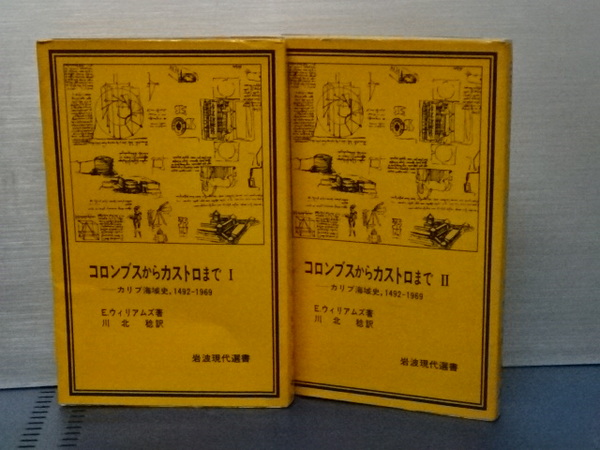 コロンブスからカストロまで I
──カリブ海域史,1492-1969
E.ウィリアムズ著
川北 稔訳
岩波現代選書
コロンブスからカストロまで II
──カリブ海域史,1492-1969
E.ウィリアムズ著
川北 稔訳
岩波現代選書